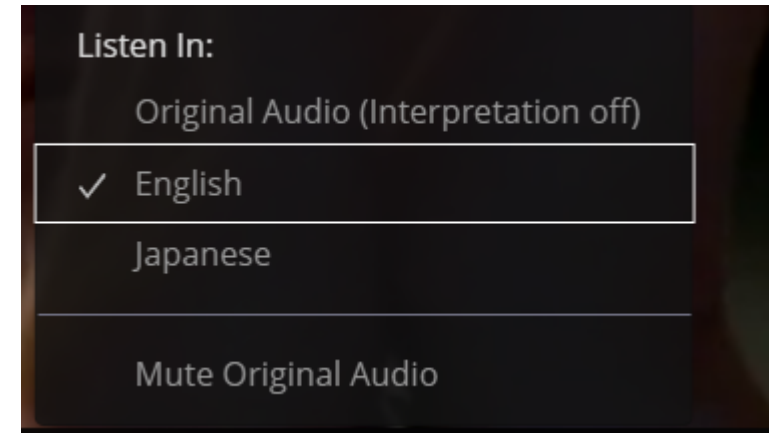 Listen In:
Original Audio (Interpretation off)
English
Japanese
Mute Original Audio